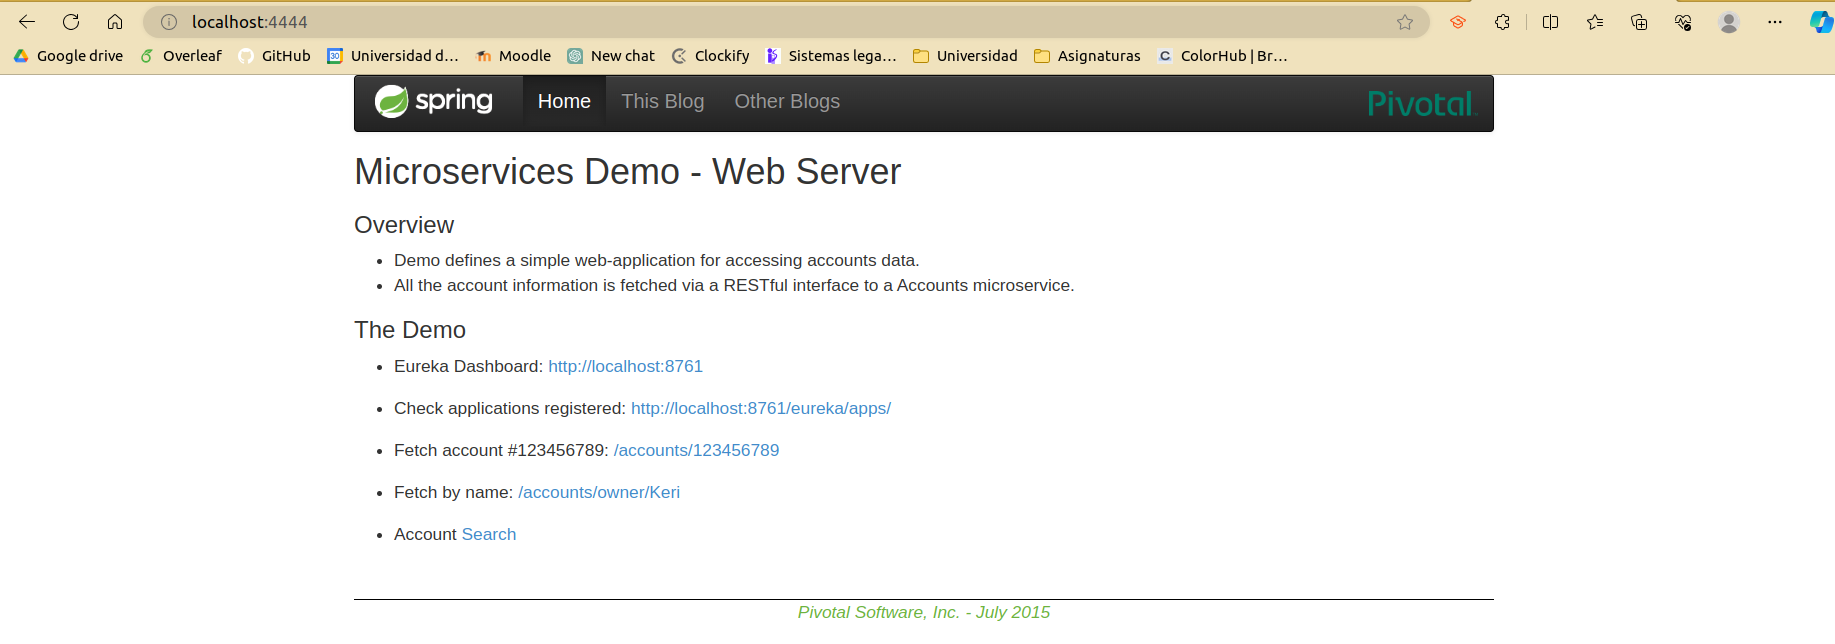 localhost:4444
Google drive Overleaf GitHub 30 Universidad d... Moodle New chat Clockify Sistemas lega... Universidad Asignaturas C ColorHub | Br...
spring Home This Blog Other Blogs Pivotal
Microservices Demo - Web Server
Overview
• Demo defines a simple web-application for accessing accounts data.
• All the account information is fetched via a RESTful interface to a Accounts microservice.
The Demo
• Eureka Dashboard: http://localhost:8761
• Check applications registered: http://localhost:8761/eureka/apps/
• Fetch account #123456789: /accounts/123456789
• Fetch by name: /accounts/owner/Keri
• Account Search
Pivotal Software, Inc. - July 2015